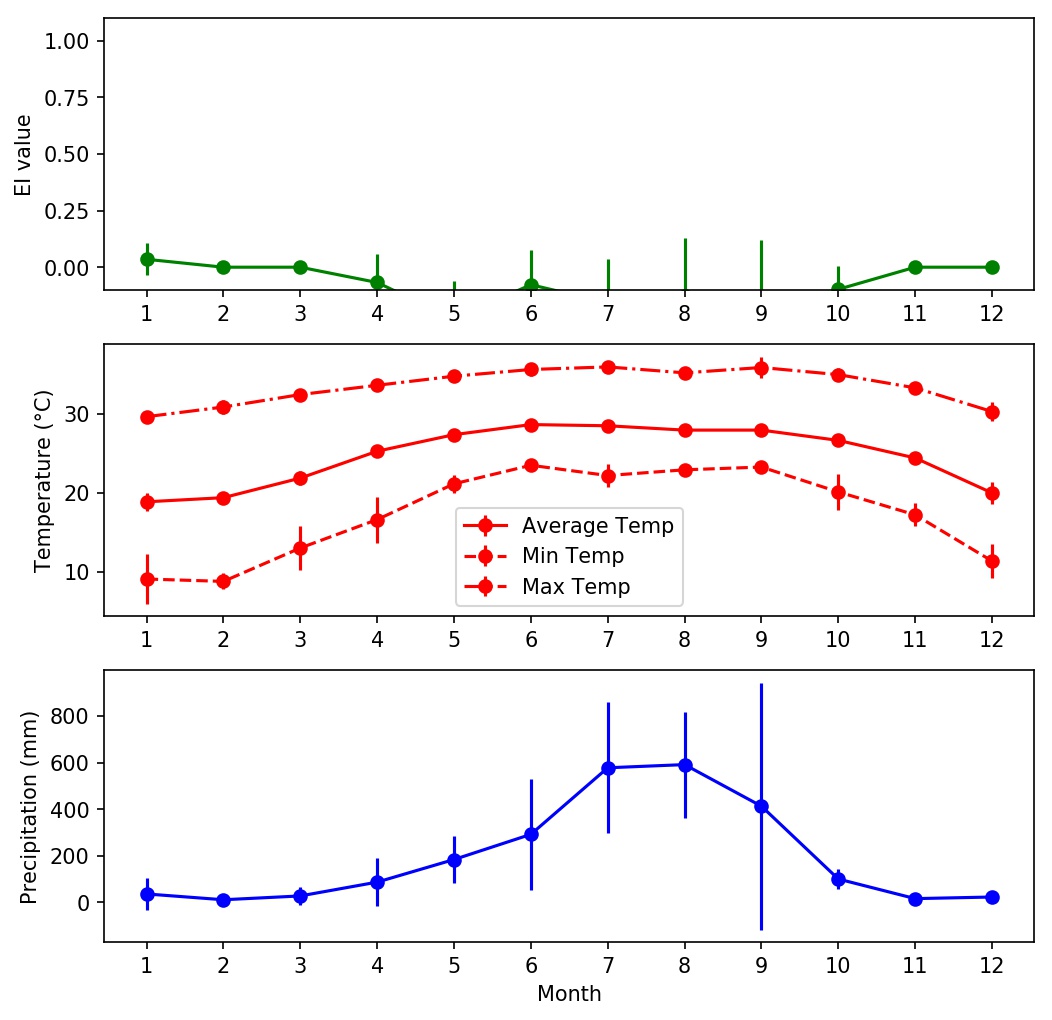 1.00
0.75
0.50
0.25
0.00
EI value
1 2 3 4 5 6 7 8 9 10 11 12
30
20
10
Temperature (°C)
Average Temp
Min Temp
Max Temp
1 2 3 4 5 6 7 8 9 10 11 12
800
600
400
200
0
Precipitation (mm)
1 2 3 4 5 6 7 8 9 10 11 12
Month